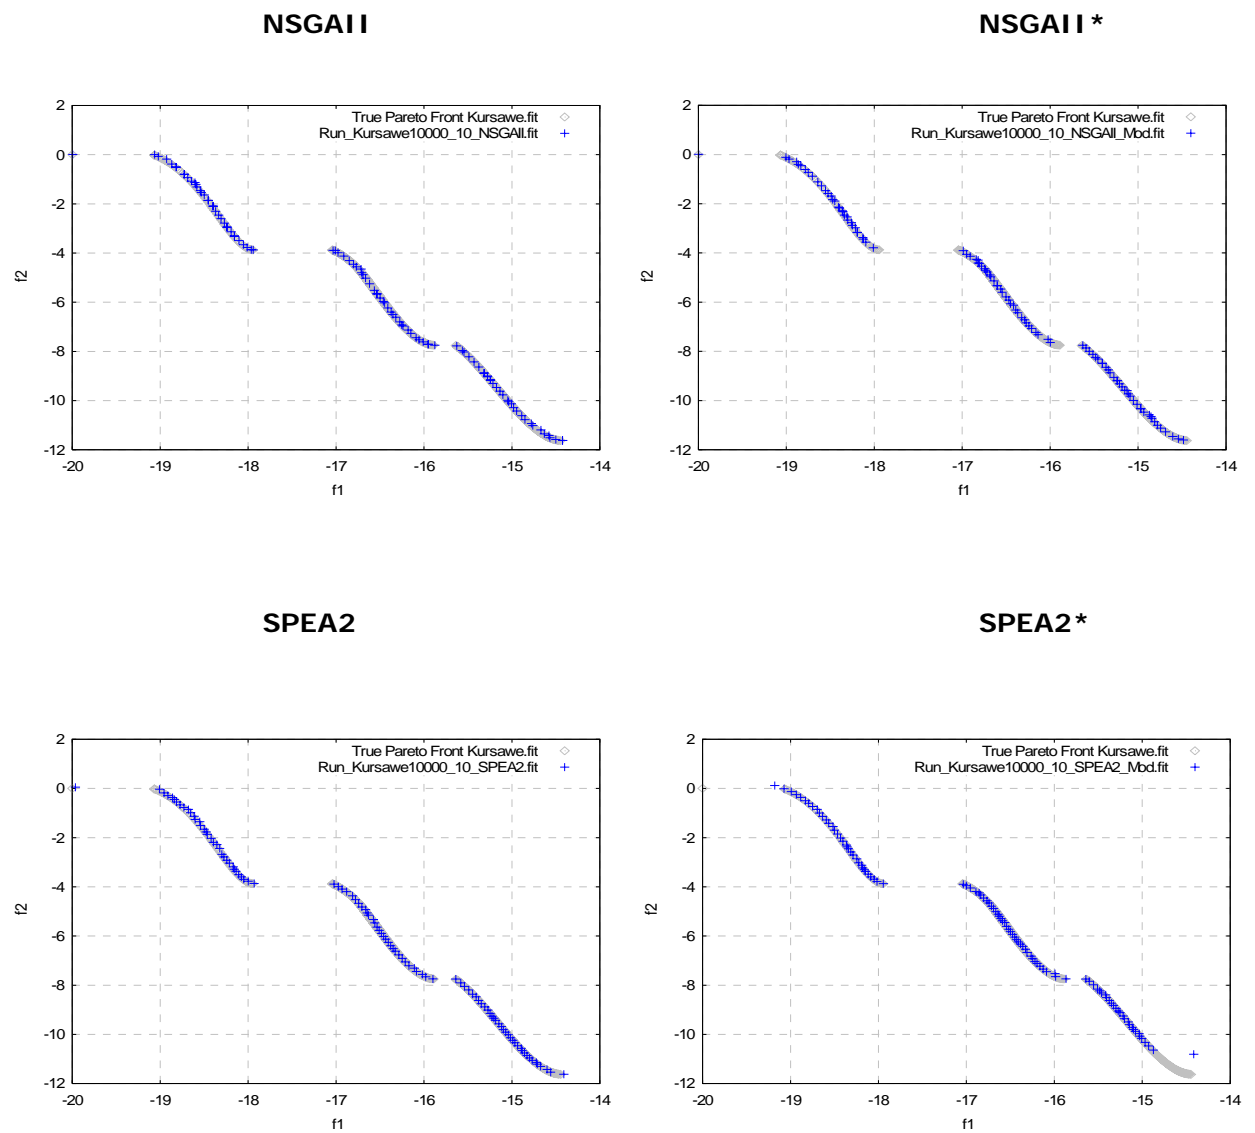 NSGAII
NSGAII*
2
0
-2
-4
-6
-8
-10
-12
f2
True Pareto Front Kursawe.fit
Run_Kursawe10000_10_NSGAII.fit
-20 -19 -18 -17 -16 -15 -14
f1
2
0
-2
-4
-6
-8
-10
-12
f2
True Pareto Front Kursawe.fit
Run_Kursawe10000_10_NSGAII_Mod.fit
-20 -19 -18 -17 -16 -15 -14
f1
SPEA2
SPEA2*
2
0
-2
-4
-6
-8
-10
-12
f2
True Pareto Front Kursawe.fit
Run_Kursawe10000_10_SPEA2.fit
-20 -19 -18 -17 -16 -15 -14
f1
2
0
-2
-4
-6
-8
-10
-12
f2
True Pareto Front Kursawe.fit
Run_Kursawe10000_10_SPEA2_Mod.fit
-20 -19 -18 -17 -16 -15 -14
f1